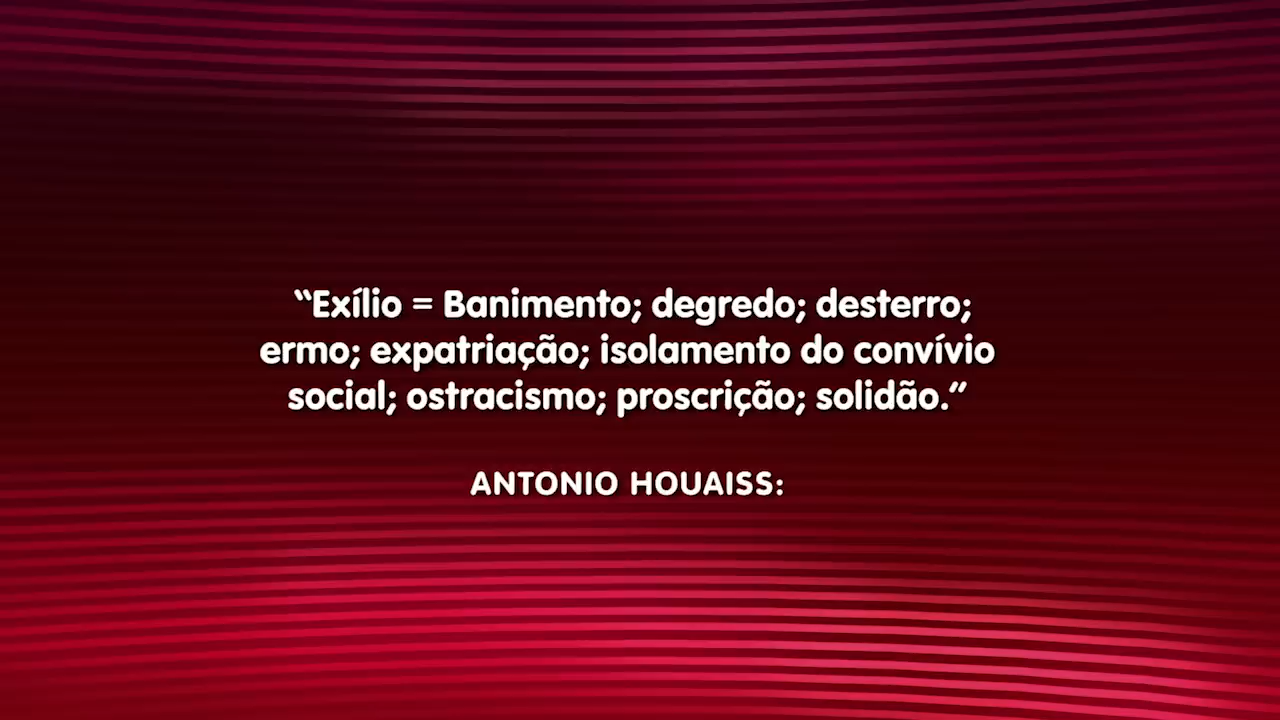 “Exílio = Banimento; degredo; desterro;
ermo; expatriação; isolamento do convívio
social; ostracismo; proscrição; solidão.”
ANTONIO HOUAISS: